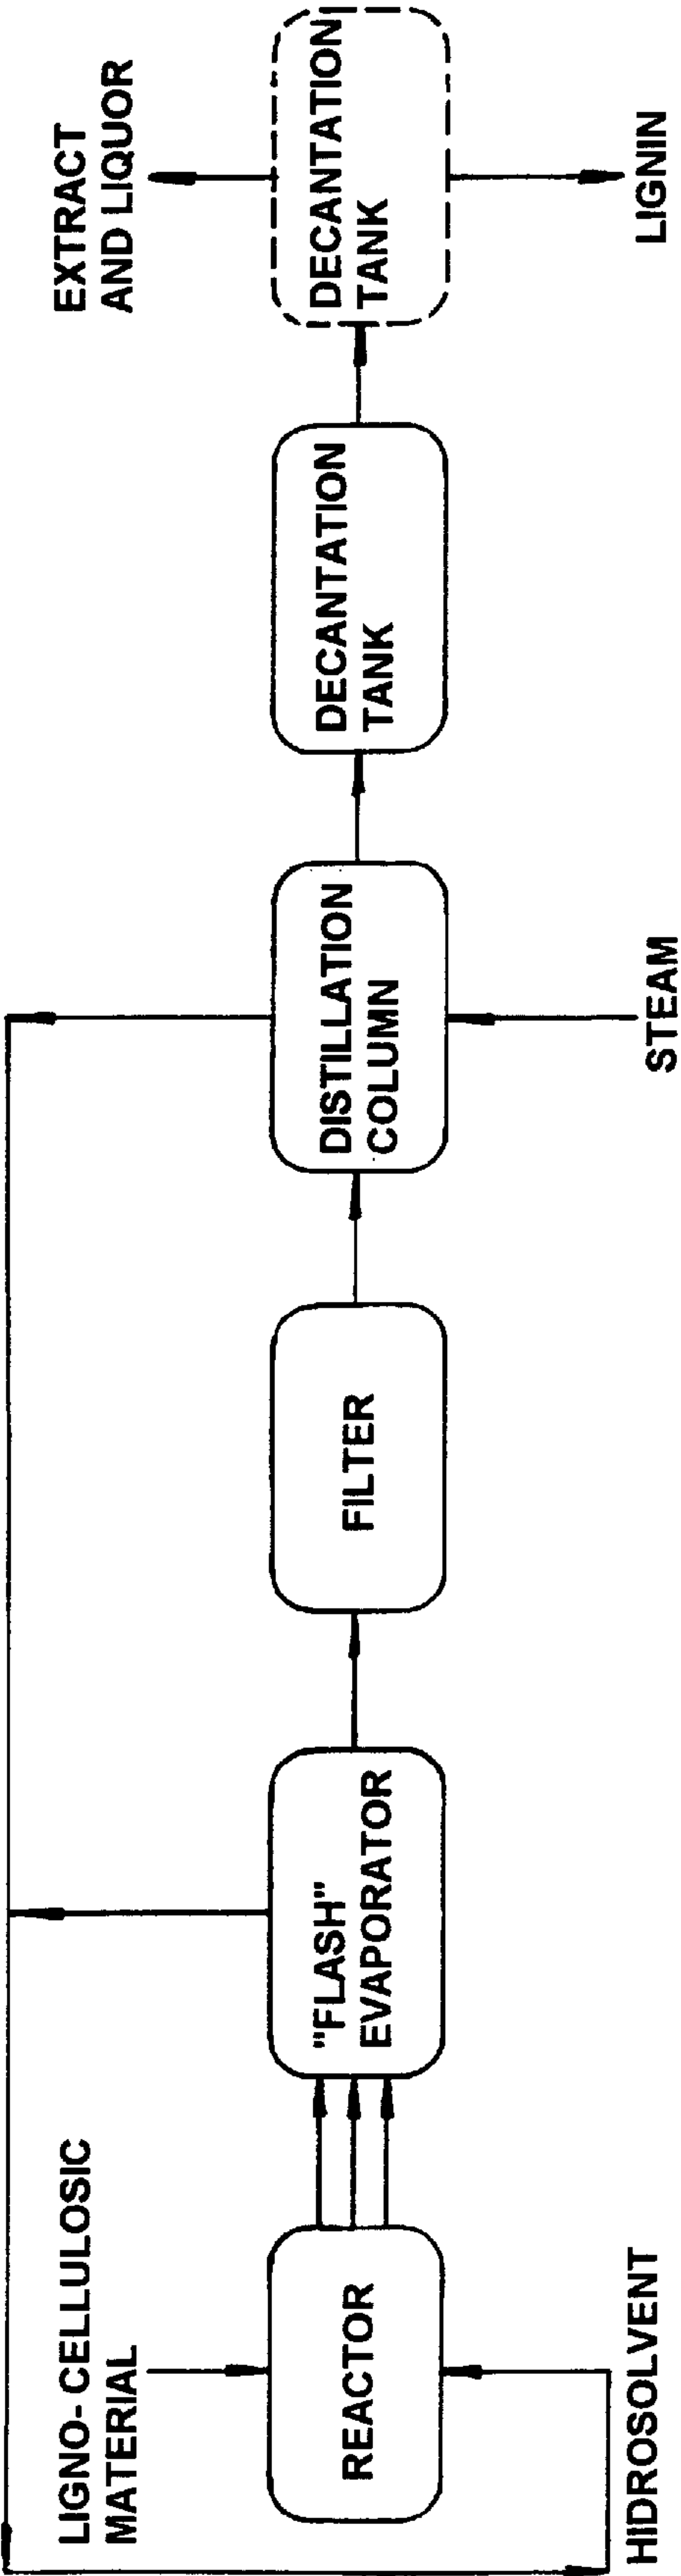 LIGNO- CELLULOSIC
MATERIAL
REACTOR
HIDROSOLVENT
"FLASH"
EVAPORATOR
FILTER
DISTILLATION
COLUMN
STEAM
DECANTATION
TANK
EXTRACT
AND LIQUOR
DECANTATION
TANK
LIGNIN